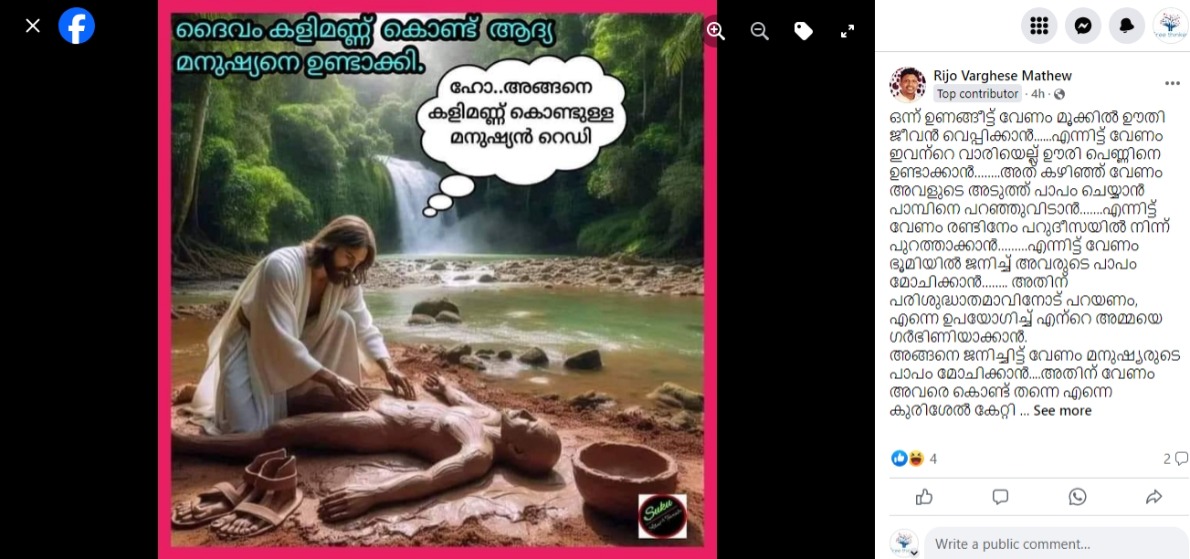 ദൈവം കളിമണ്ണ് കൊണ്ട് ആദ്യ
മനുഷ്യനെ ഉണ്ടാക്കി.
ഹോ..അങ്ങനെ
കളിമണ്ണ് കൊണ്ടുള്ള
മനുഷ്യൻ റെഡി
Suku
Rijo Varghese Mathew
Top contributor · 4h ·
ഒന്ന് ഉണങ്ങീട്ട് വേണം മൂക്കിൽ ഊതി
ജീവൻ വെപ്പിക്കാൻ......എന്നിട്ട് വേണം
ഇവന്റെ വാരിയെല്ല് ഊരി പെണ്ണിനെ
ഉണ്ടാക്കാൻ........അത് കഴിഞ്ഞ് വേണം
അവളുടെ അടുത്ത് പാപം ചെയ്യാൻ
പാമ്പിനെ പറഞ്ഞുവിടാൻ.......എന്നിട്ട്
വേണം രണ്ടിനേം പറുദീസയിൽ നിന്ന്
പുറത്താക്കാൻ.........എന്നിട്ട് വേണം
ഭൂമിയിൽ ജനിച്ച് അവരുടെ പാപം
മോചിക്കാൻ........ അതിന്
പരിശുദ്ധാതമാവിനോട് പറയണം,
എന്നെ ഉപയോഗിച്ച് എന്റെ അമ്മയെ
ഗർഭിണിയാക്കാൻ.
അങ്ങനെ ജനിച്ചിട്ട് വേണം മനുഷ്യരുടെ
പാപം മോചിക്കാൻ....അതിന് വേണം
അവരെ കൊണ്ട് തന്നെ എന്നെ
കുരിശേൽ കേറ്റി ... See more
4
2
Write a public comment...